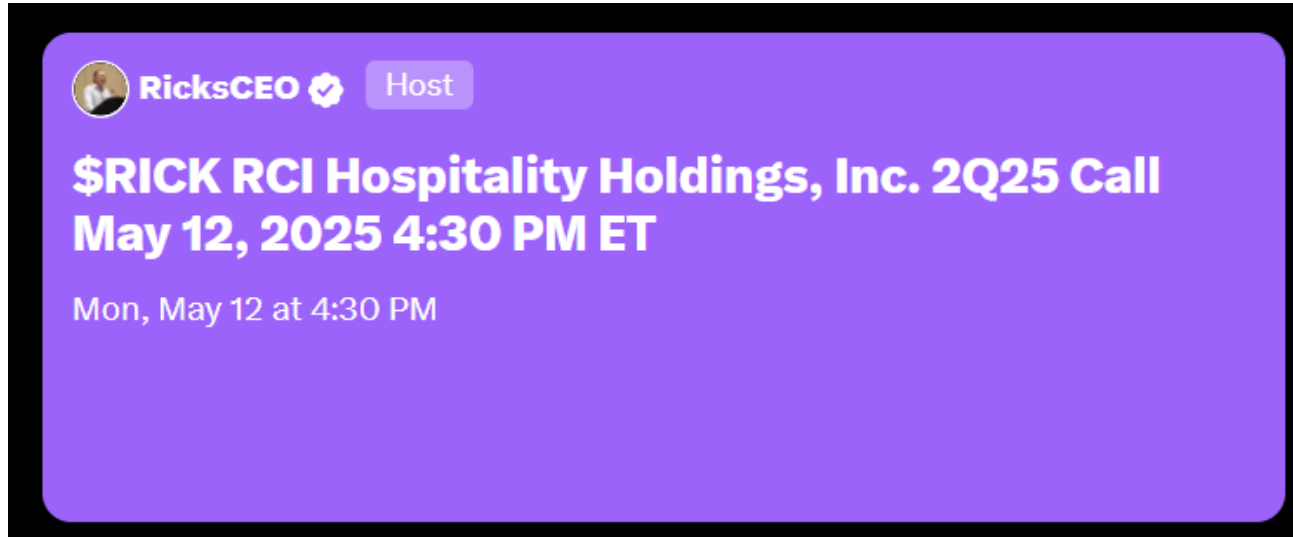 RicksCEO Host
$RICK RCI Hospitality Holdings, Inc. 2Q25 Call
May 12, 2025 4:30 PM ET
Mon, May 12 at 4:30 PM